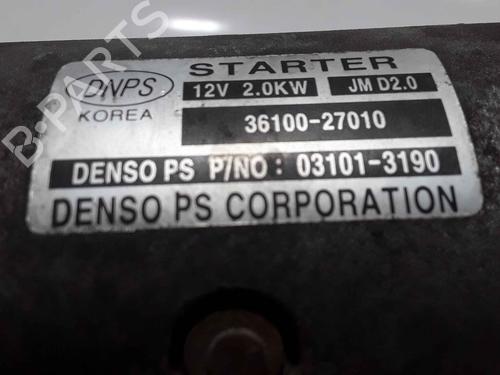 STARTER
DNPS
12V 2.0KW JM D2.0
KOREA
36100-27010
DENSO PS P/NO : 03101-3190
DENSO PS CORPORATION
B-PARTS